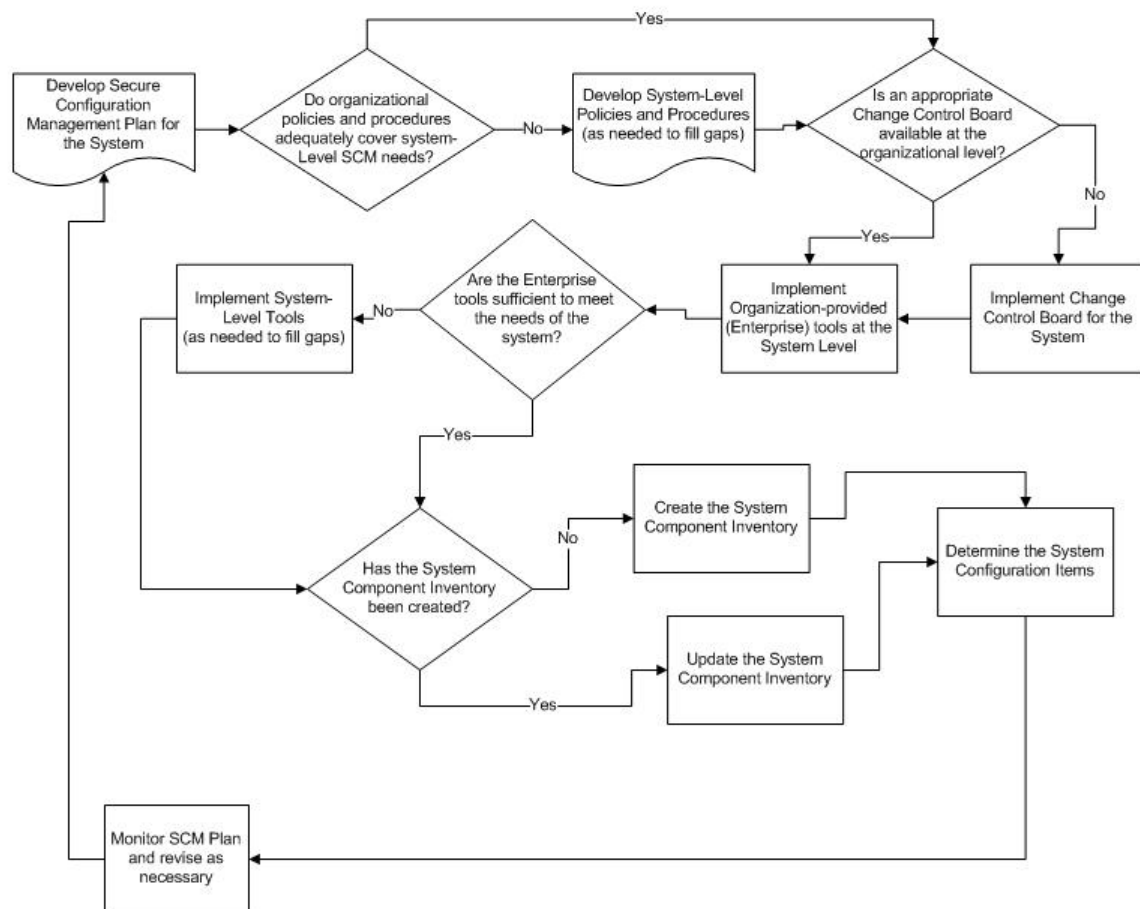 Yes
Develop Secure
Configuration
Management Plan for
the System
Do organizational
policies and procedures
adequately cover system-
Level SCM needs?
No
Develop System-Level
Policies and Procedures
(as needed to fill gaps)
Is an appropriate
Change Control Board
available at the
organizational level?
No
Yes
Implement System-
Level Tools
(as needed to fill gaps)
No
Are the Enterprise
tools sufficient to meet
the needs of the
system?
Implement
Organization-provided
(Enterprise) tools at the
System Level
Implement Change
Control Board for the
System
Yes
Create the System
Component Inventory
No
Determine the System
Configuration Items
Has the System
Component Inventory
been created?
Update the System
Component Inventory
Yes
Monitor SCM Plan
and revise as
necessary